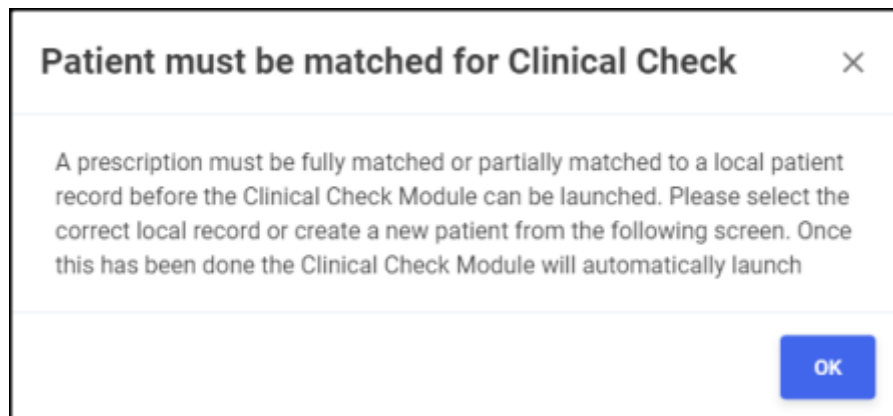 Patient must be matched for Clinical Check
A prescription must be fully matched or partially matched to a local patient
record before the Clinical Check Module can be launched. Please select the
correct local record or create a new patient from the following screen. Once
this has been done the Clinical Check Module will automatically launch
OK